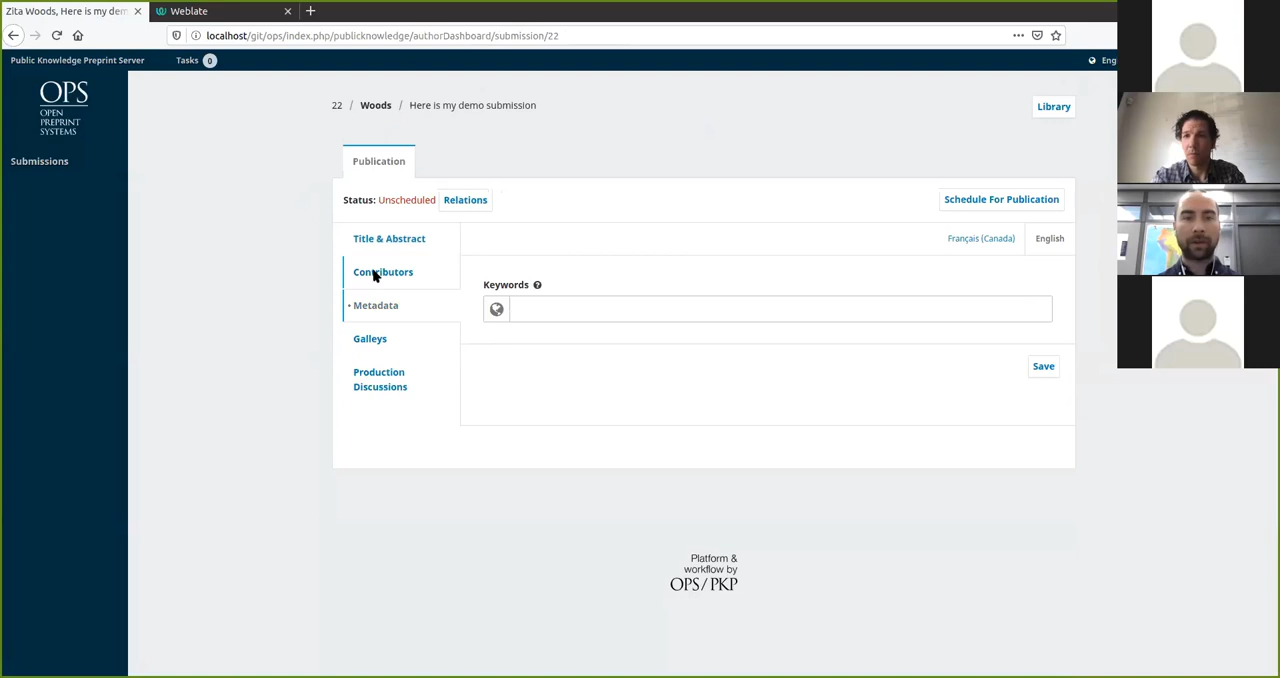 Zita Woods, Here is my dem
Weblate
localhost/git/ops/index.php/publicknowledge/authorDashboard/submission/22
Public Knowledge Preprint Server
Tasks 0
Eng
OPS
OPEN
PREPRINT
SYSTEMS
Submissions
22 / Woods / Here is my demo submission
Library
Publication
Status: Unscheduled Relations
Schedule For Publication
Title & Abstract
Français (Canada)
English
Contributors
Keywords
• Metadata
Galleys
Production
Discussions
Save
Platform &
workflow by
OPS/PKP